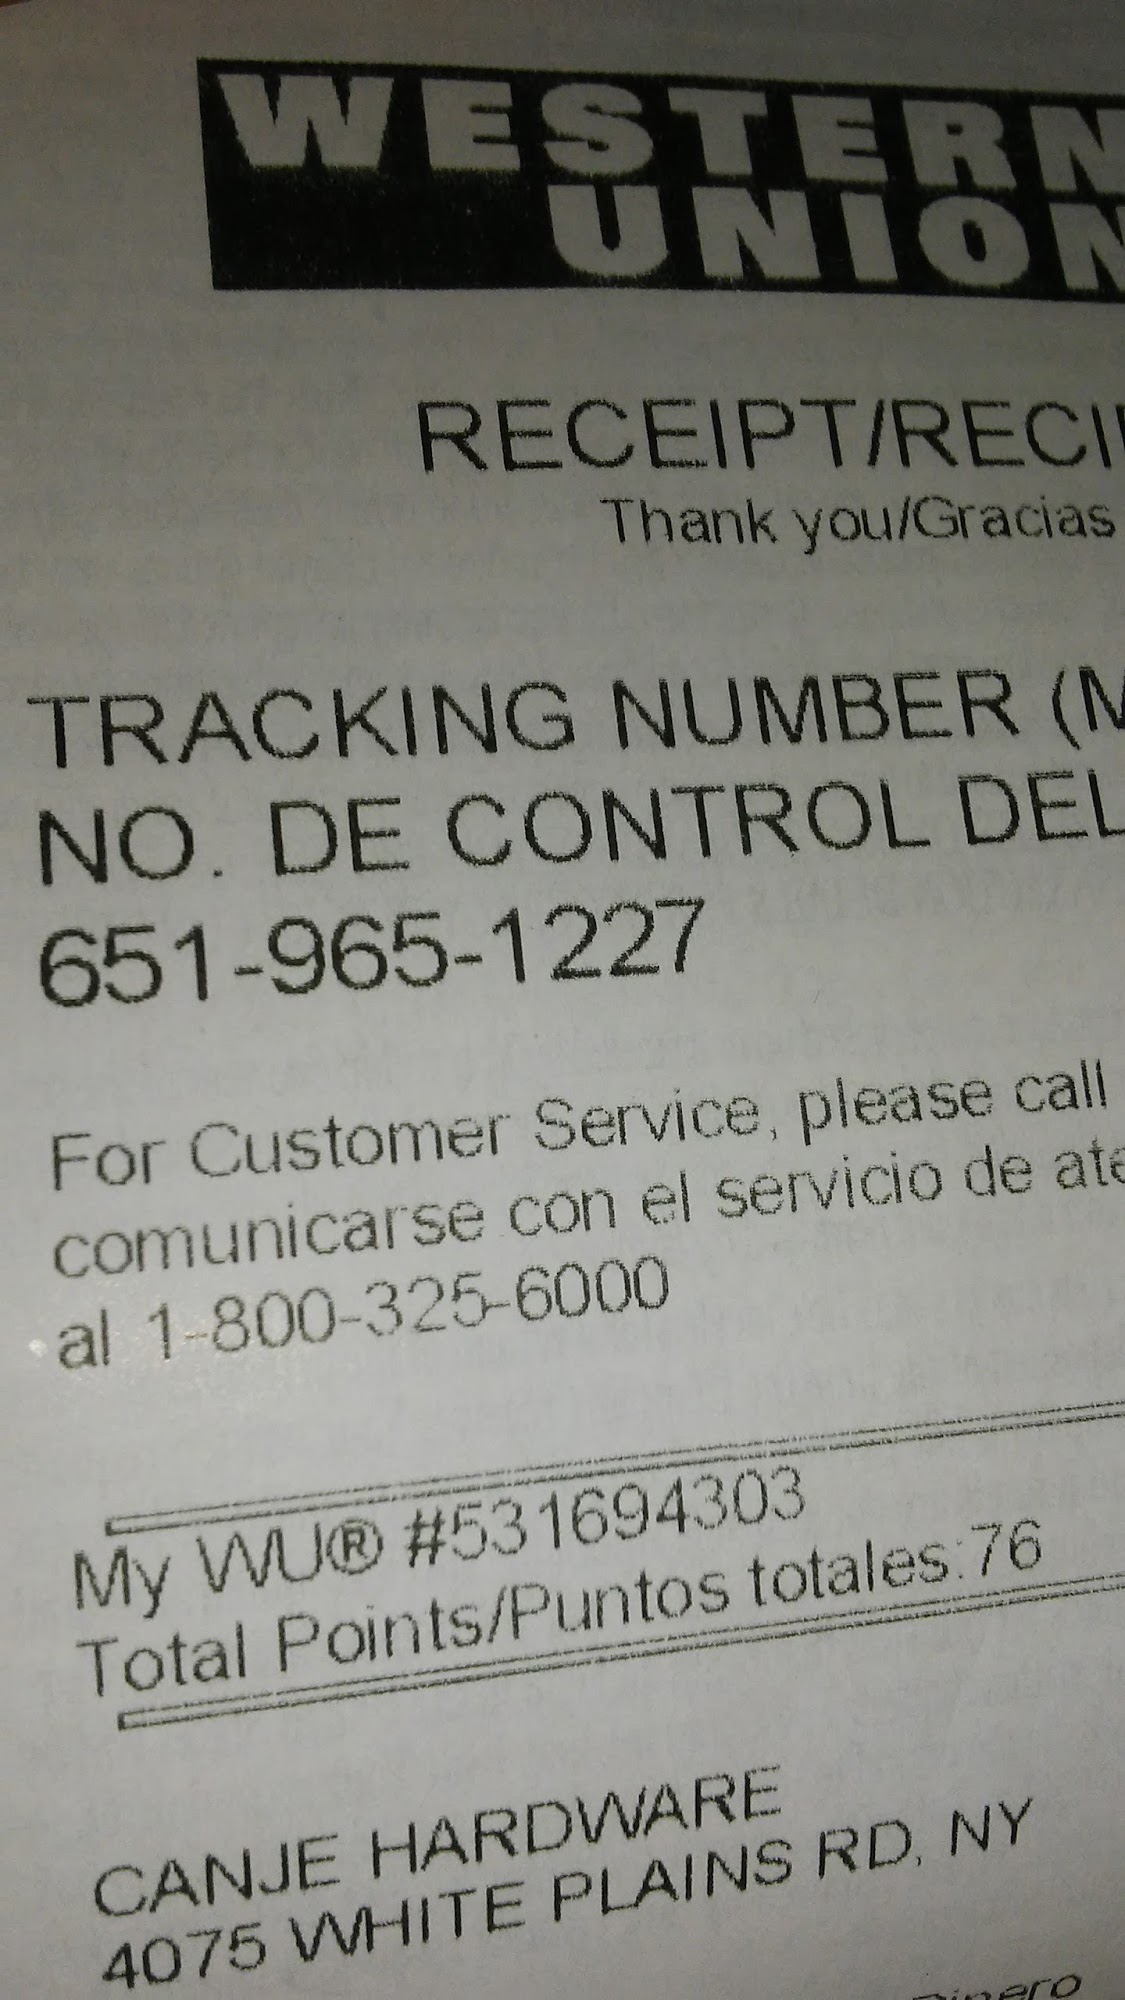 WESTERN
UNION
RECEIPT/RECI
Thank you/Gracias
TRACKING NUMBER (M
NO. DE CONTROL DEL
651-965-1227
For Customer Service, please call
comunicarse con el servicio de ate
al 1-800-325-6000
My WU® #531694303
Total Points/Puntos totales:76
CANJE HARDWARE
4075 WHITE PLAINS RD, NY